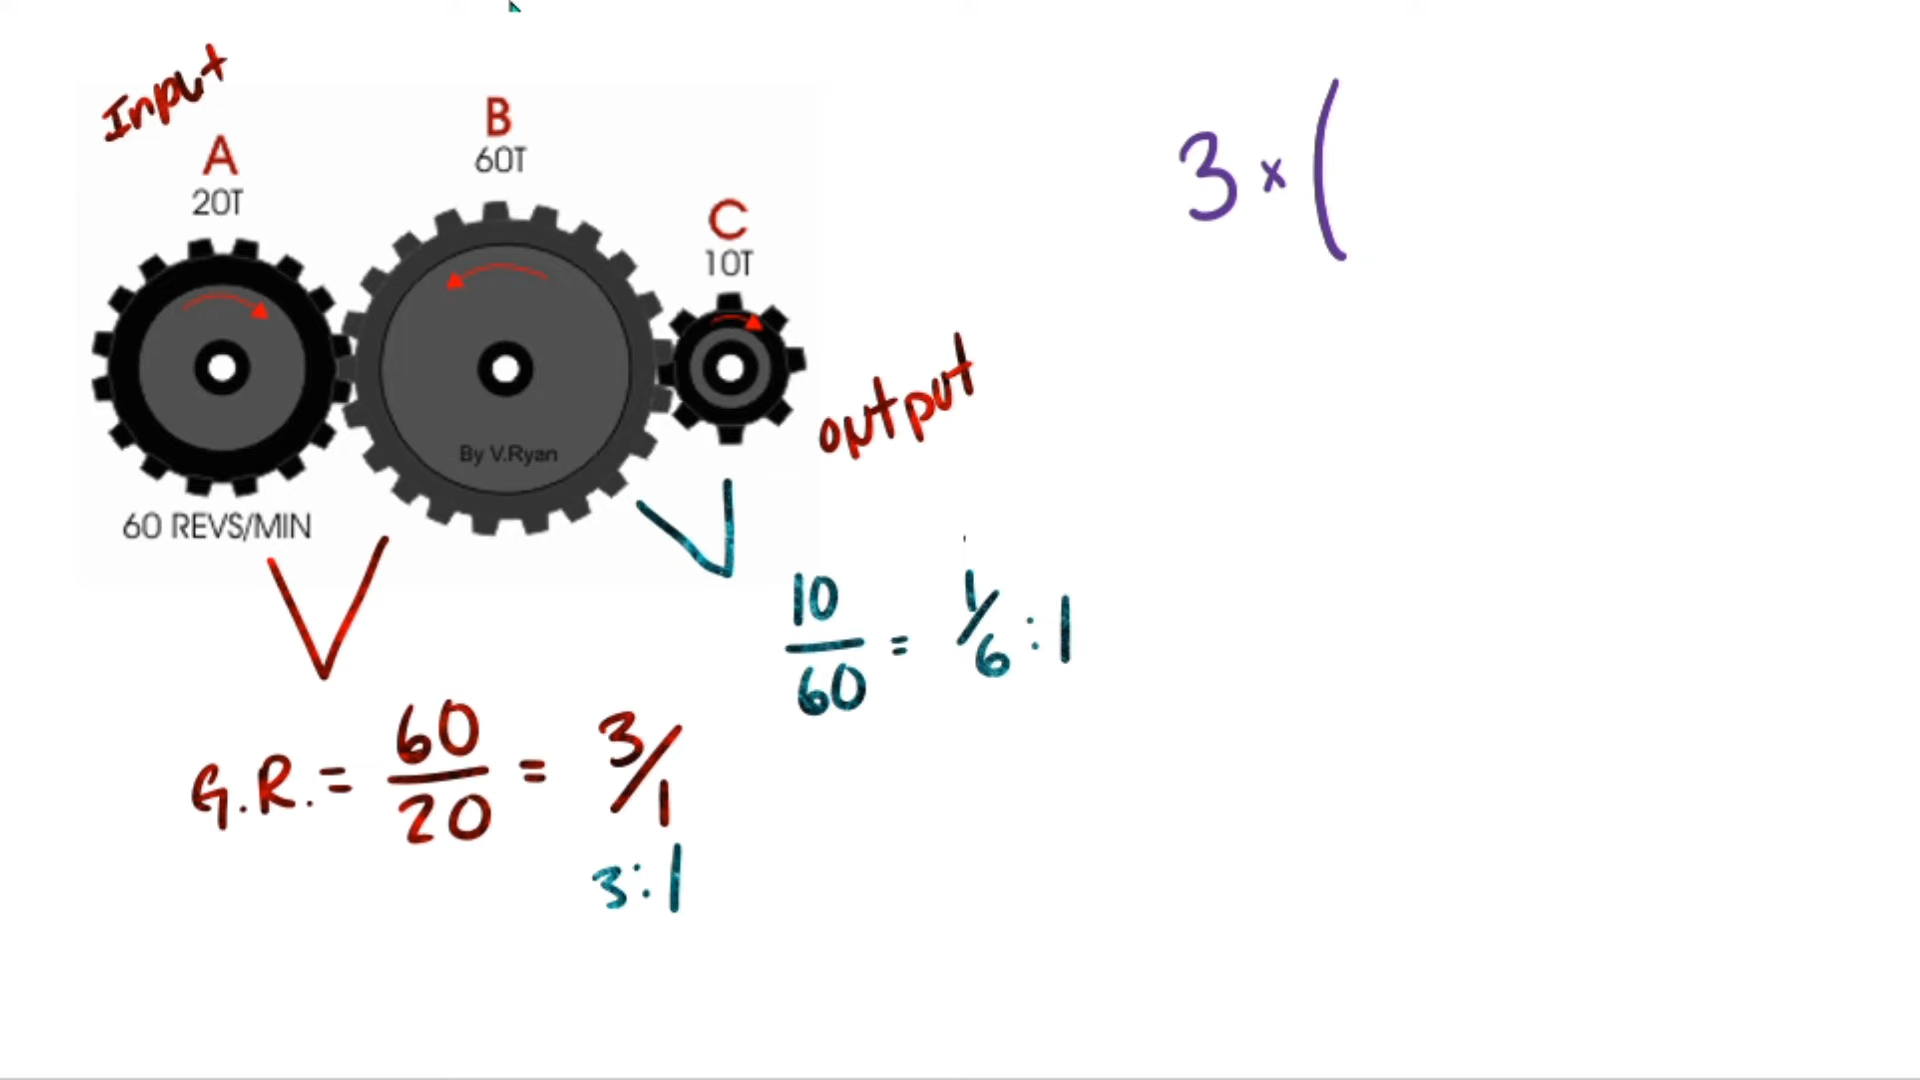 Input
A
20T
B
60T
C
10T
3 × (
output
By V.Ryan
60 REVS/MIN
10/60 = 1/6 : 1
G.R. = 60/20 = 3/1
3:1